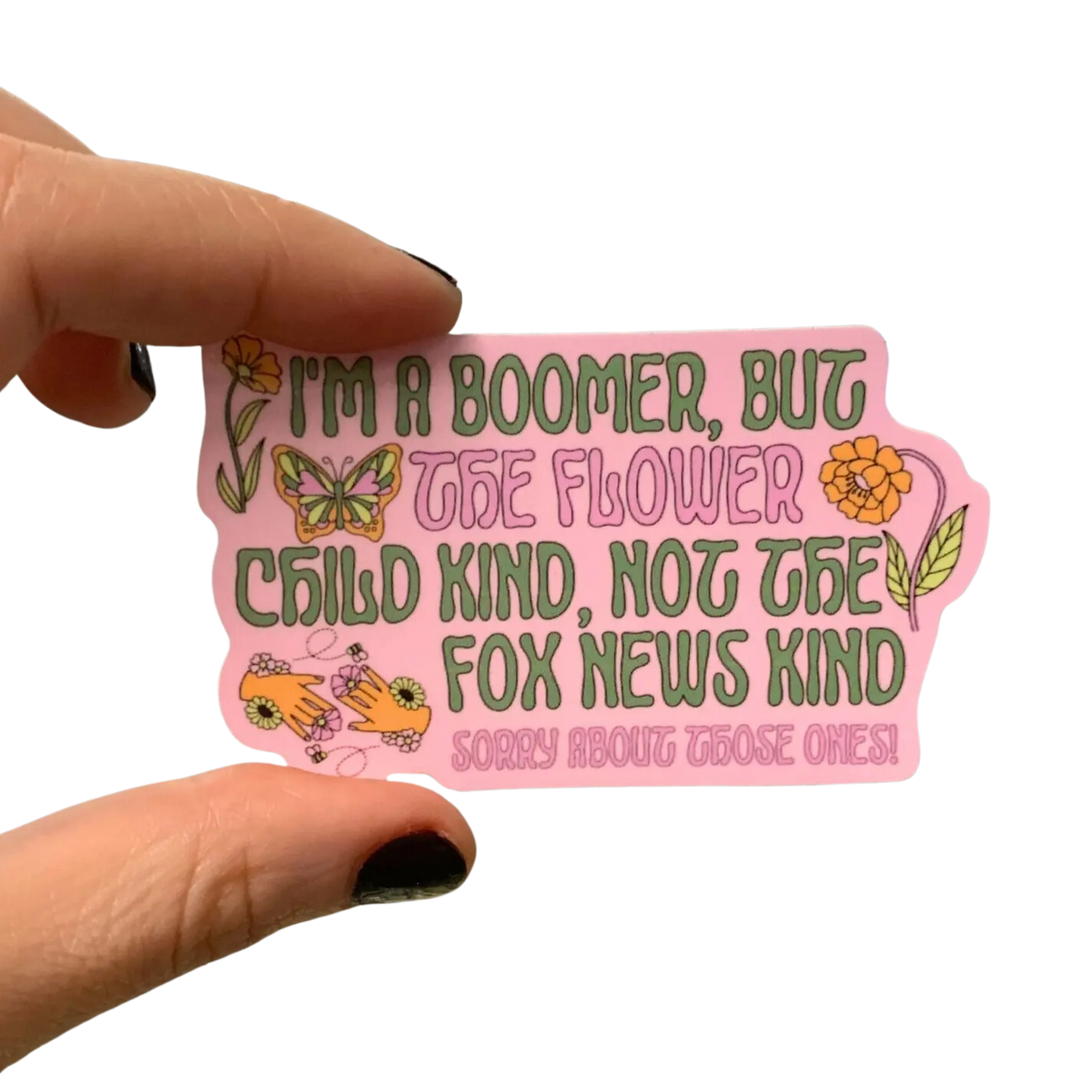 I'M A BOOMER, BUT
THE FLOWER
CHILD KIND, NOT THE
FOX NEWS KIND
SORRY ABOUT THOSE ONES!